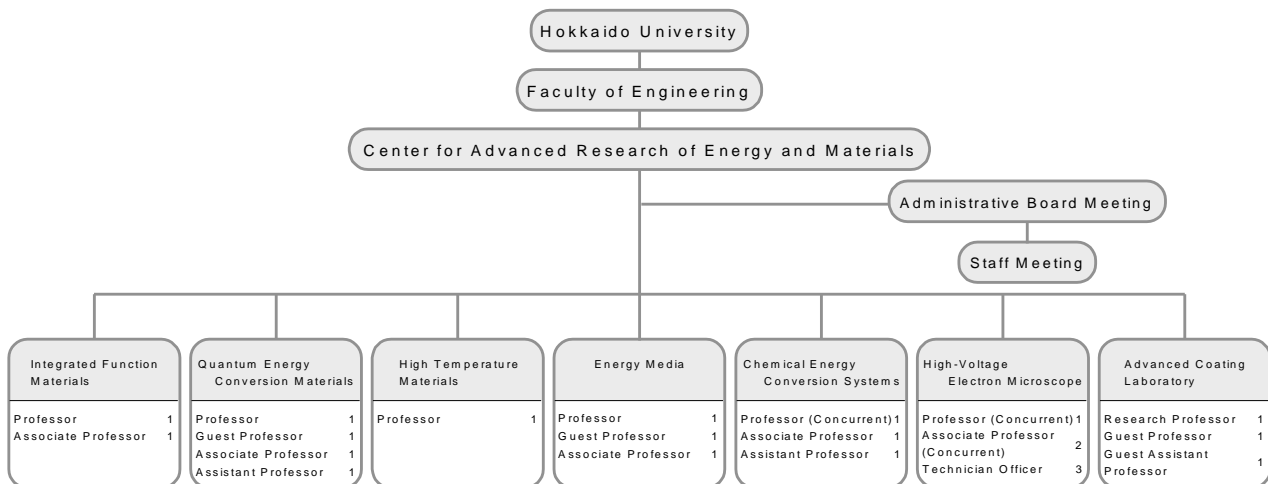 Hokkaido University
Faculty of Engineering
Center for Advanced Research of Energy and Materials
Administrative Board Meeting
Staff Meeting
Integrated Function
Materials
Professor 1
Associate Professor 1
Quantum Energy
Conversion Materials
Professor 1
Guest Professor 1
Associate Professor 1
Assistant Professor 1
High Temperature
Materials
Professor 1
Energy Media
Professor 1
Guest Professor 1
Associate Professor 1
Chemical Energy
Conversion Systems
Professor (Concurrent) 1
Associate Professor 1
Assistant Professor 1
High-Voltage
Electron Microscope
Professor (Concurrent) 1
Associate Professor
(Concurrent) 2
Technician Officer 3
Advanced Coating
Laboratory
Research Professor 1
Guest Professor 1
Guest Assistant
Professor 1